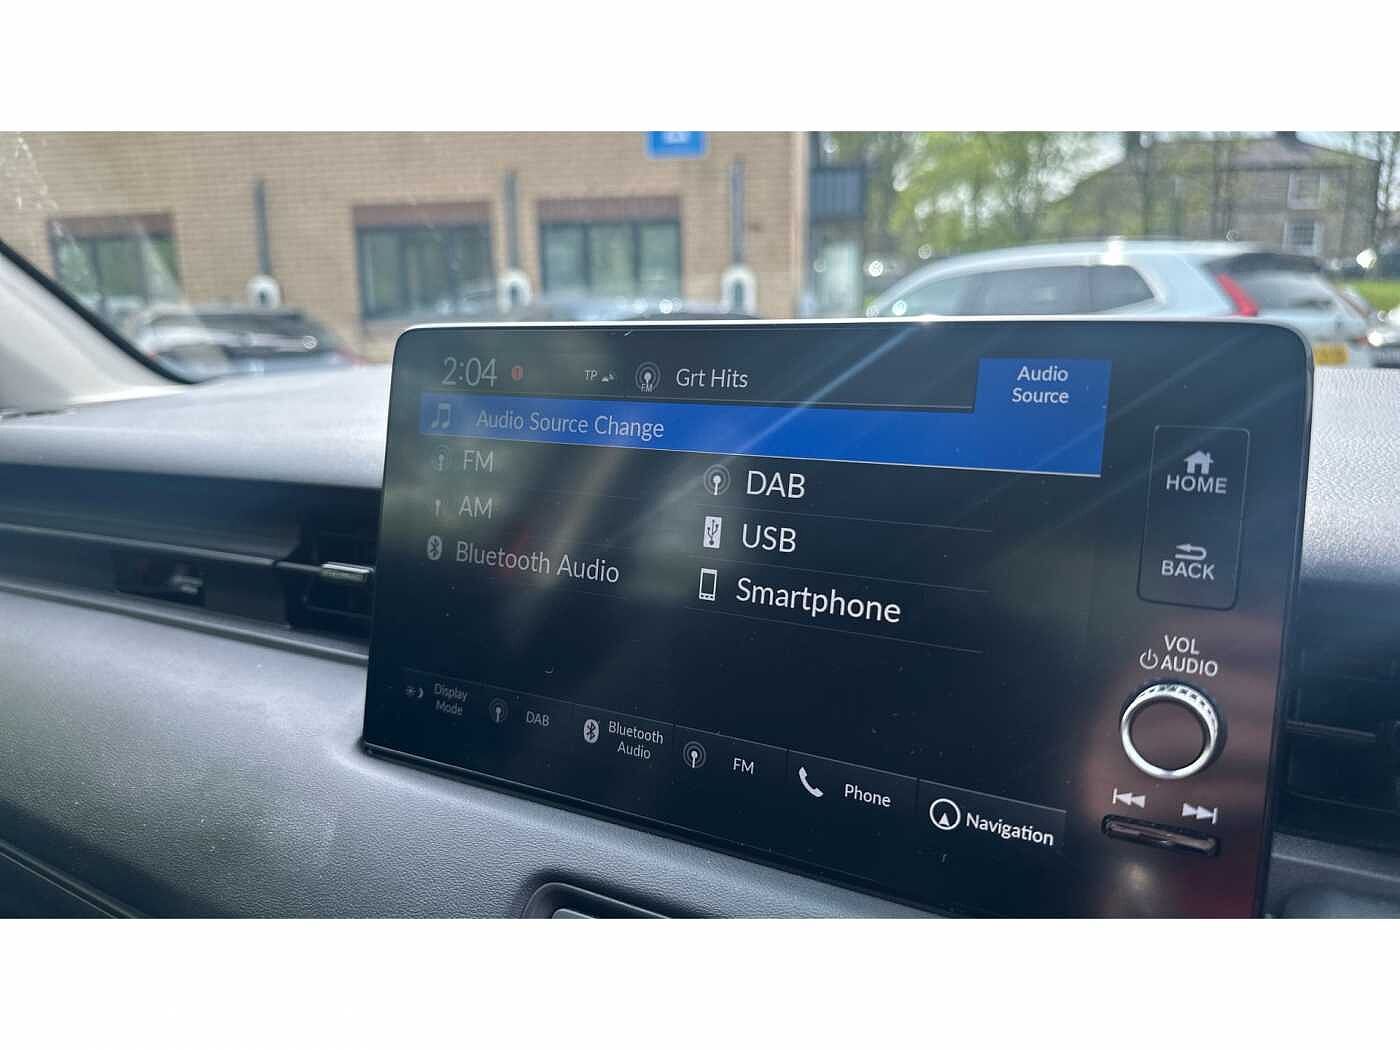 2:04
TP
FM
Grt Hits
Audio
Source
Audio Source Change
FM
DAB
AM
USB
Bluetooth Audio
Smartphone
Display
Mode
DAB
Bluetooth
Audio
FM
Phone
Navigation
HOME
BACK
VOL
AUDIO